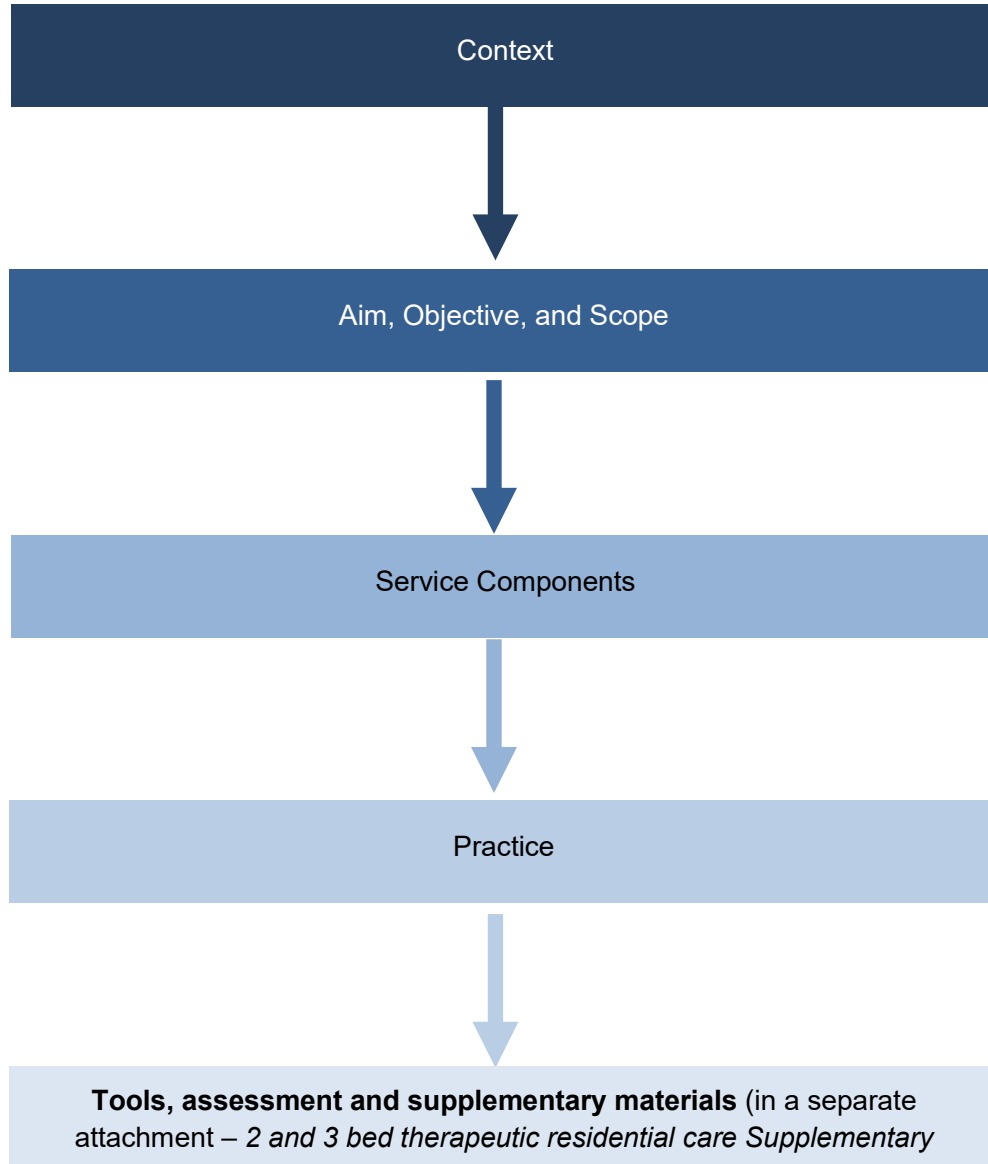 Context
Aim, Objective, and Scope
Service Components
Practice
Tools, assessment and supplementary materials (in a separate
attachment – 2 and 3 bed therapeutic residential care Supplementary